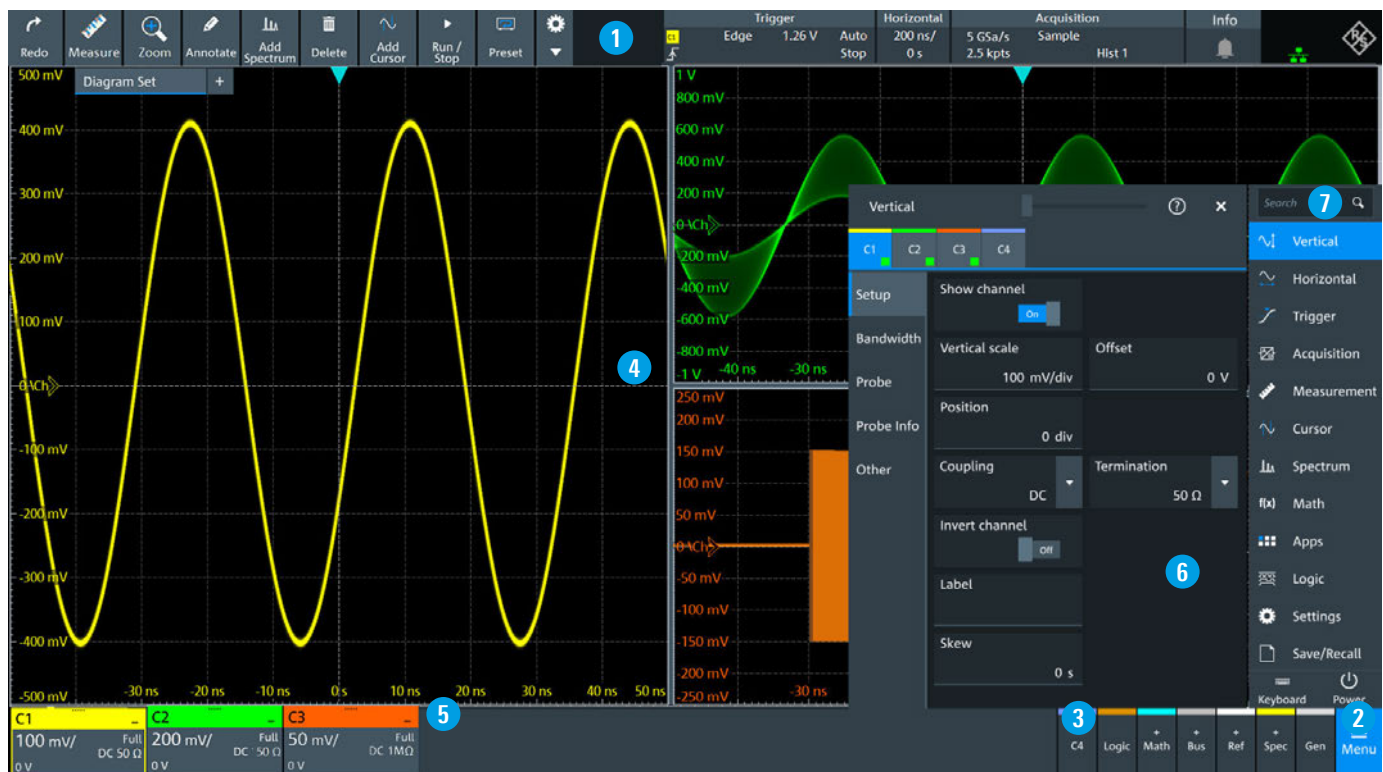 Redo Measure Zoom Annotate Add Spectrum Delete Add Cursor Run / Stop Preset
1
Trigger Horizontal Acquisition Info
C1 Edge 1.26 V Auto 200 ns/ 5 GSa/s Sample
Stop 0 s 2.5 kpts Hist 1
R&S
Diagram Set +
500 mV
400 mV
300 mV
200 mV
100 mV
-100 mV
-200 mV
-300 mV
-400 mV
-500 mV
-30 ns -20 ns -10 ns 0 s 10 ns 20 ns 30 ns 40 ns 50 ns
4
1 V
800 mV
600 mV
400 mV
200 mV
-200 mV
-400 mV
-600 mV
-800 mV
-1 V -40 ns -30 ns
250 mV
200 mV
150 mV
100 mV
50 mV
-50 mV
-100 mV
-150 mV
-200 mV
-250 mV -30 ns
Vertical ? ×
C1 C2 C3 C4
Setup
Bandwidth
Probe
Probe Info
Other
Show channel
On
Vertical scale Offset
100 mV/div 0 V
Position
0 div
Coupling Termination
DC 50 Ω
Invert channel
Off
6
Label
Skew
0 s
Search 7
Vertical
Horizontal
Trigger
Acquisition
Measurement
Cursor
Spectrum
f(x) Math
Apps
Logic
Settings
Save/Recall
Keyboard Power
C1 C2 C3 5
100 mV/ Full 200 mV/ Full 50 mV/ Full
DC 50 Ω DC 50 Ω DC 1MΩ
0 V 0 V 0 V
3 2
C4 Logic + Math + Bus + Ref + Spec Gen Menu